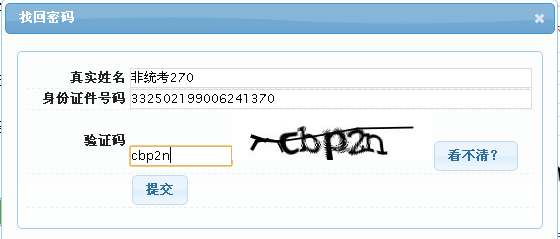 找回密码
真实姓名 非统考270
身份证件号码 332502199006241370
验证码 cbp2n cbp2n 看不清？
提交